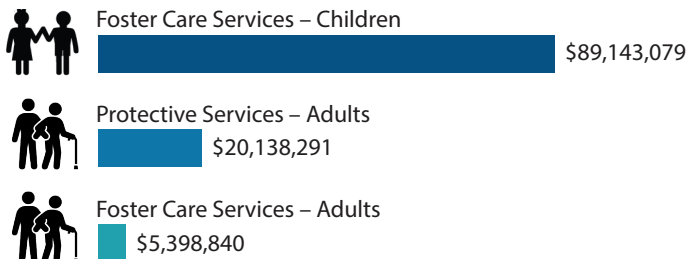 Foster Care Services – Children
$89,143,079
Protective Services – Adults
$20,138,291
Foster Care Services – Adults
$5,398,840